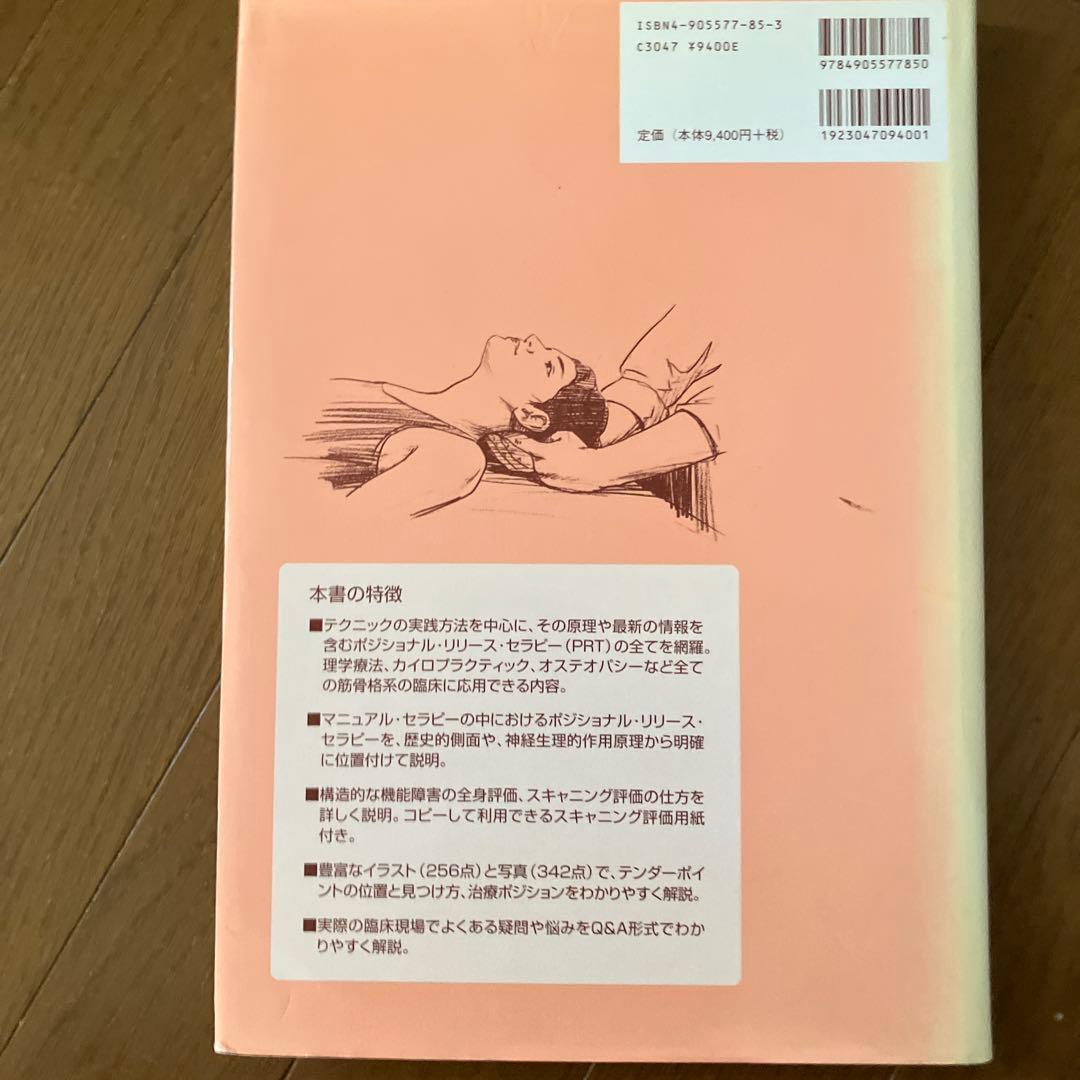 ISBN4-905577-85-3
C3047 ¥9400E
9784905577850
定価（本体9,400円＋税）
1923047094001
本書の特徴
■テクニックの実践方法を中心に、その原理や最新の情報を
含むポジショナル・リリース・セラピー（PRT）の全てを網羅。
理学療法、カイロプラクティック、オステオパシーなど全て
の筋骨格系の臨床に応用できる内容。
■マニュアル・セラピーの中におけるポジショナル・リリース・
セラピーを、歴史的側面や、神経生理的作用原理から明確
に位置付けて説明。
■構造的な機能障害の全身評価、スキャニング評価の仕方を
詳しく説明。コピーして利用できるスキャニング評価用紙
付き。
■豊富なイラスト（256点）と写真（342点）で、テンダーポイ
ントの位置と見つけ方、治療ポジションをわかりやすく解説。
■実際の臨床現場でよくある疑問や悩みをQ&A形式でわか
りやすく解説。